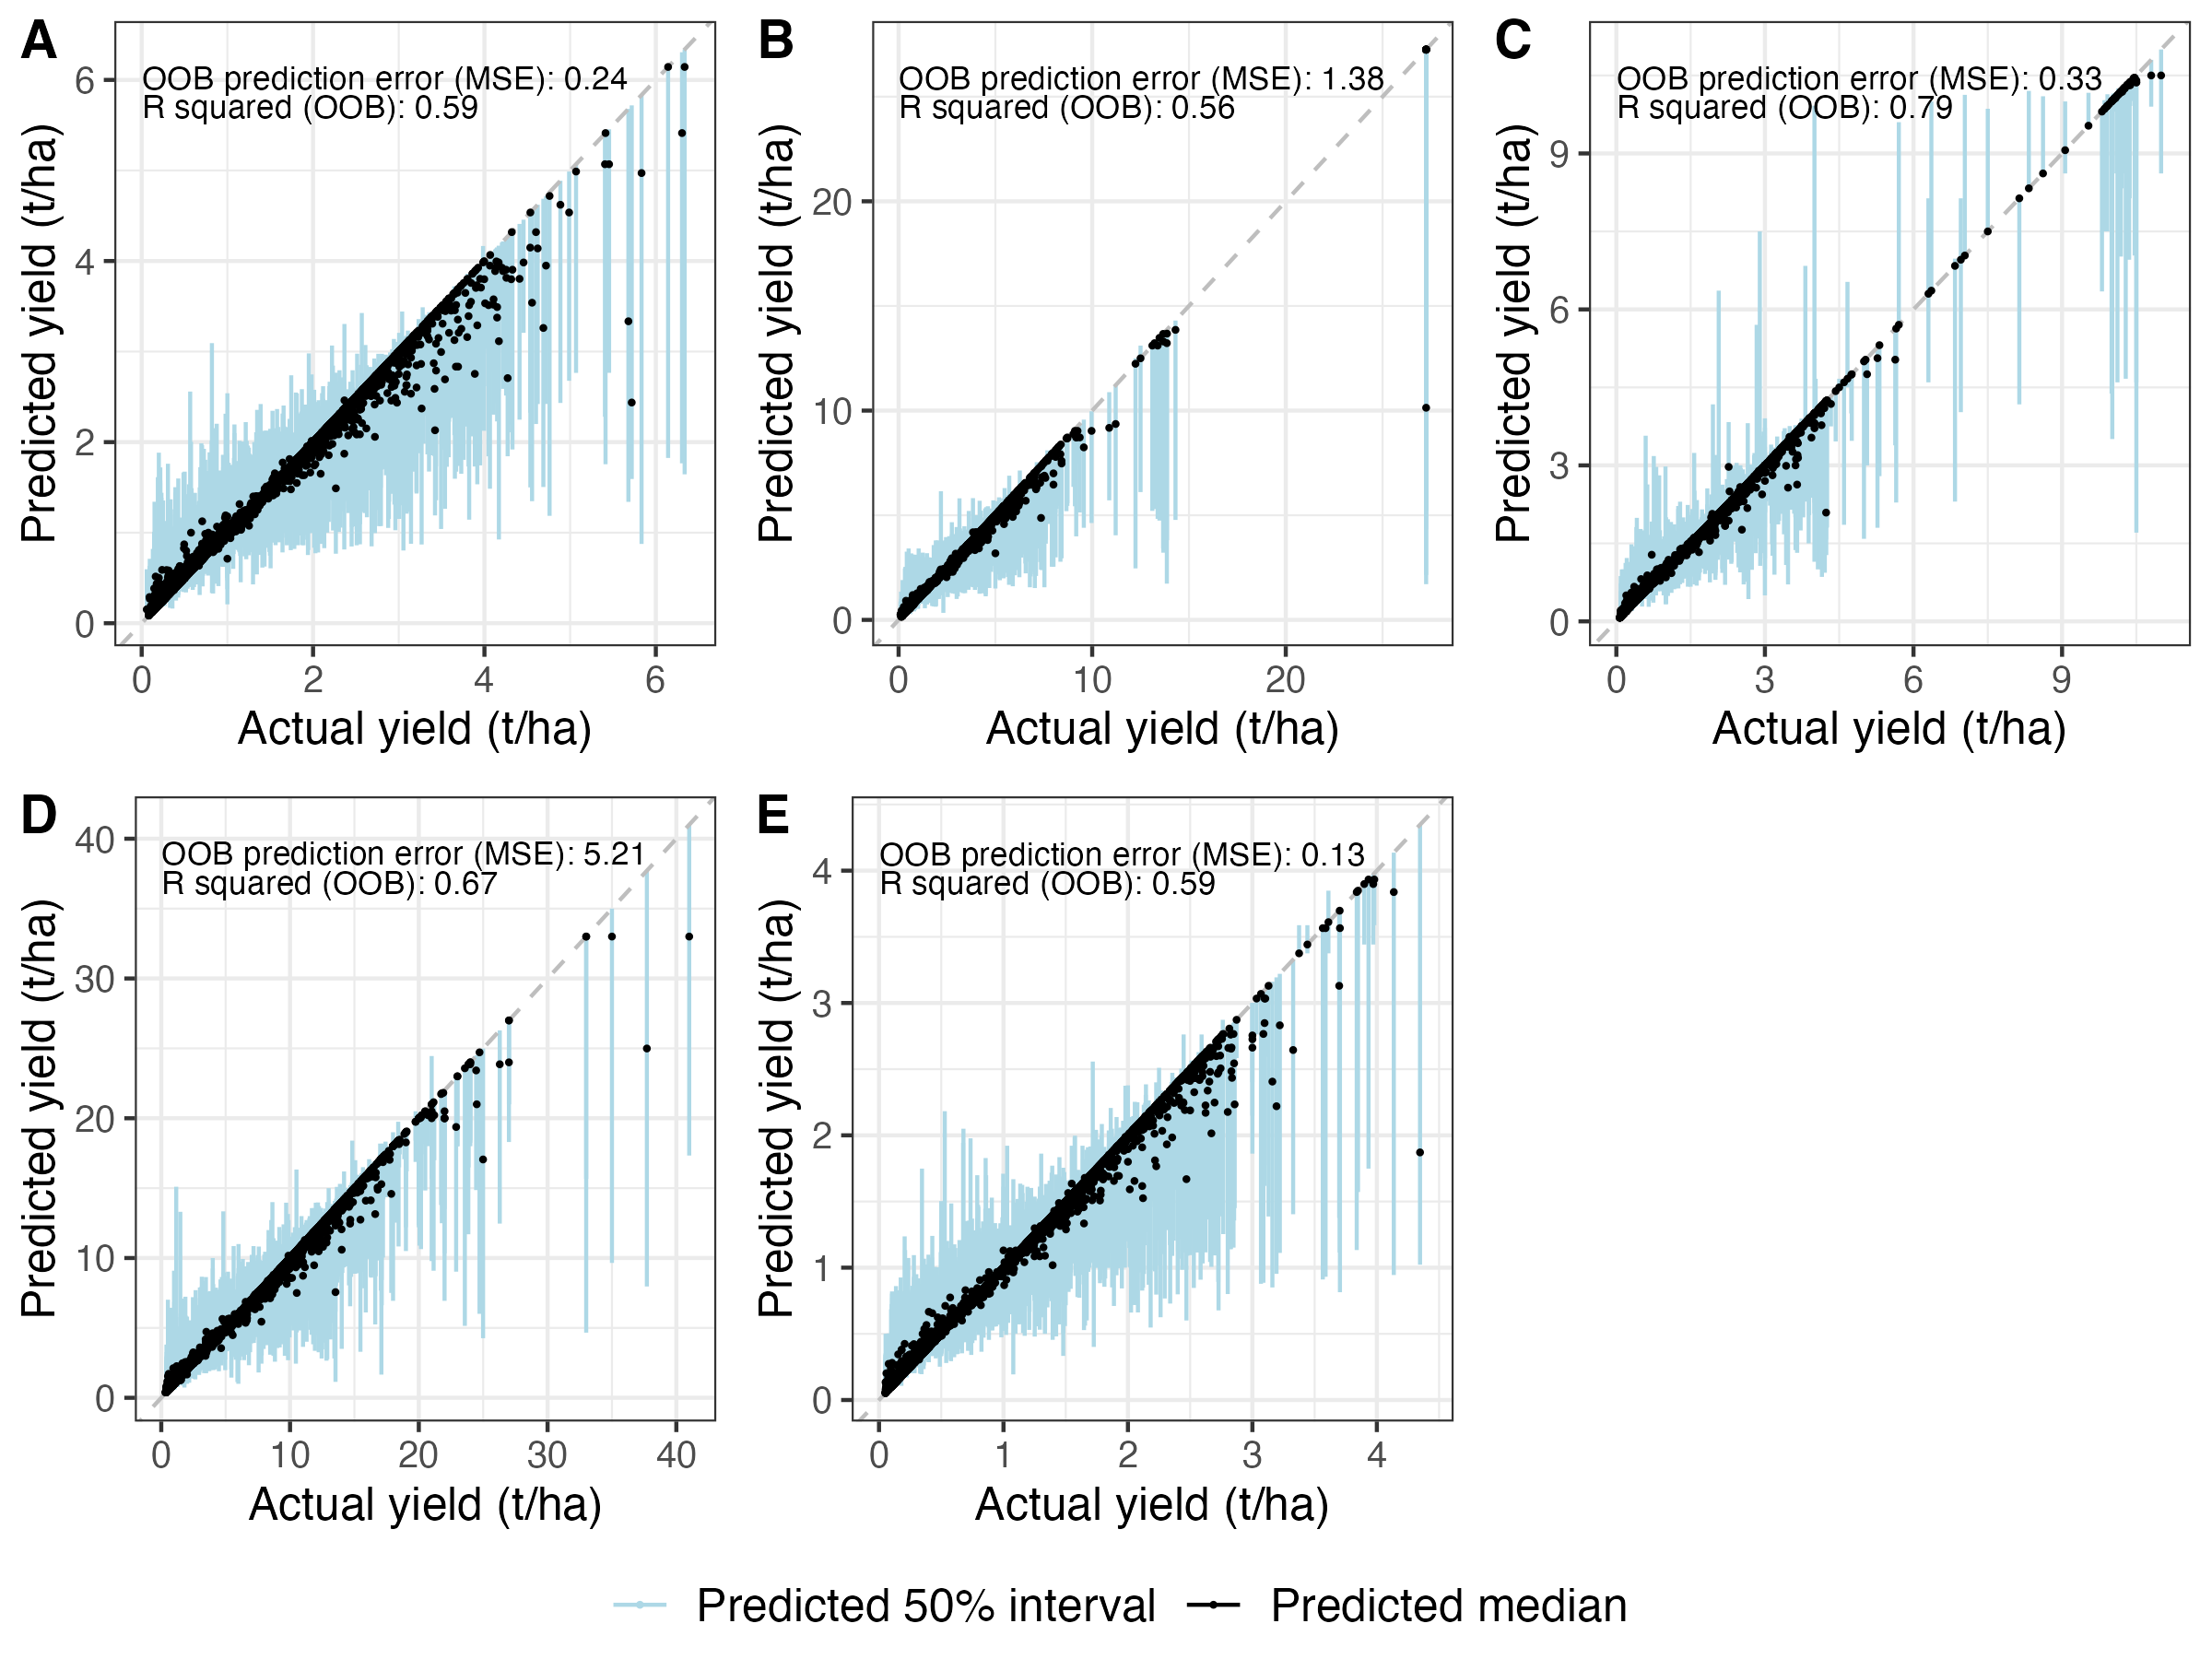 A
OOB prediction error (MSE): 0.24
R squared (OOB): 0.59
Predicted yield (t/ha)
6
4
2
0
0 2 4 6
Actual yield (t/ha)
B
OOB prediction error (MSE): 1.38
R squared (OOB): 0.56
Predicted yield (t/ha)
20
10
0
0 10 20
Actual yield (t/ha)
C
OOB prediction error (MSE): 0.33
R squared (OOB): 0.79
Predicted yield (t/ha)
9
6
3
0
0 3 6 9
Actual yield (t/ha)
D
OOB prediction error (MSE): 5.21
R squared (OOB): 0.67
Predicted yield (t/ha)
40
30
20
10
0
0 10 20 30 40
Actual yield (t/ha)
E
OOB prediction error (MSE): 0.13
R squared (OOB): 0.59
Predicted yield (t/ha)
4
3
2
1
0
0 1 2 3 4
Actual yield (t/ha)
Predicted 50% interval Predicted median